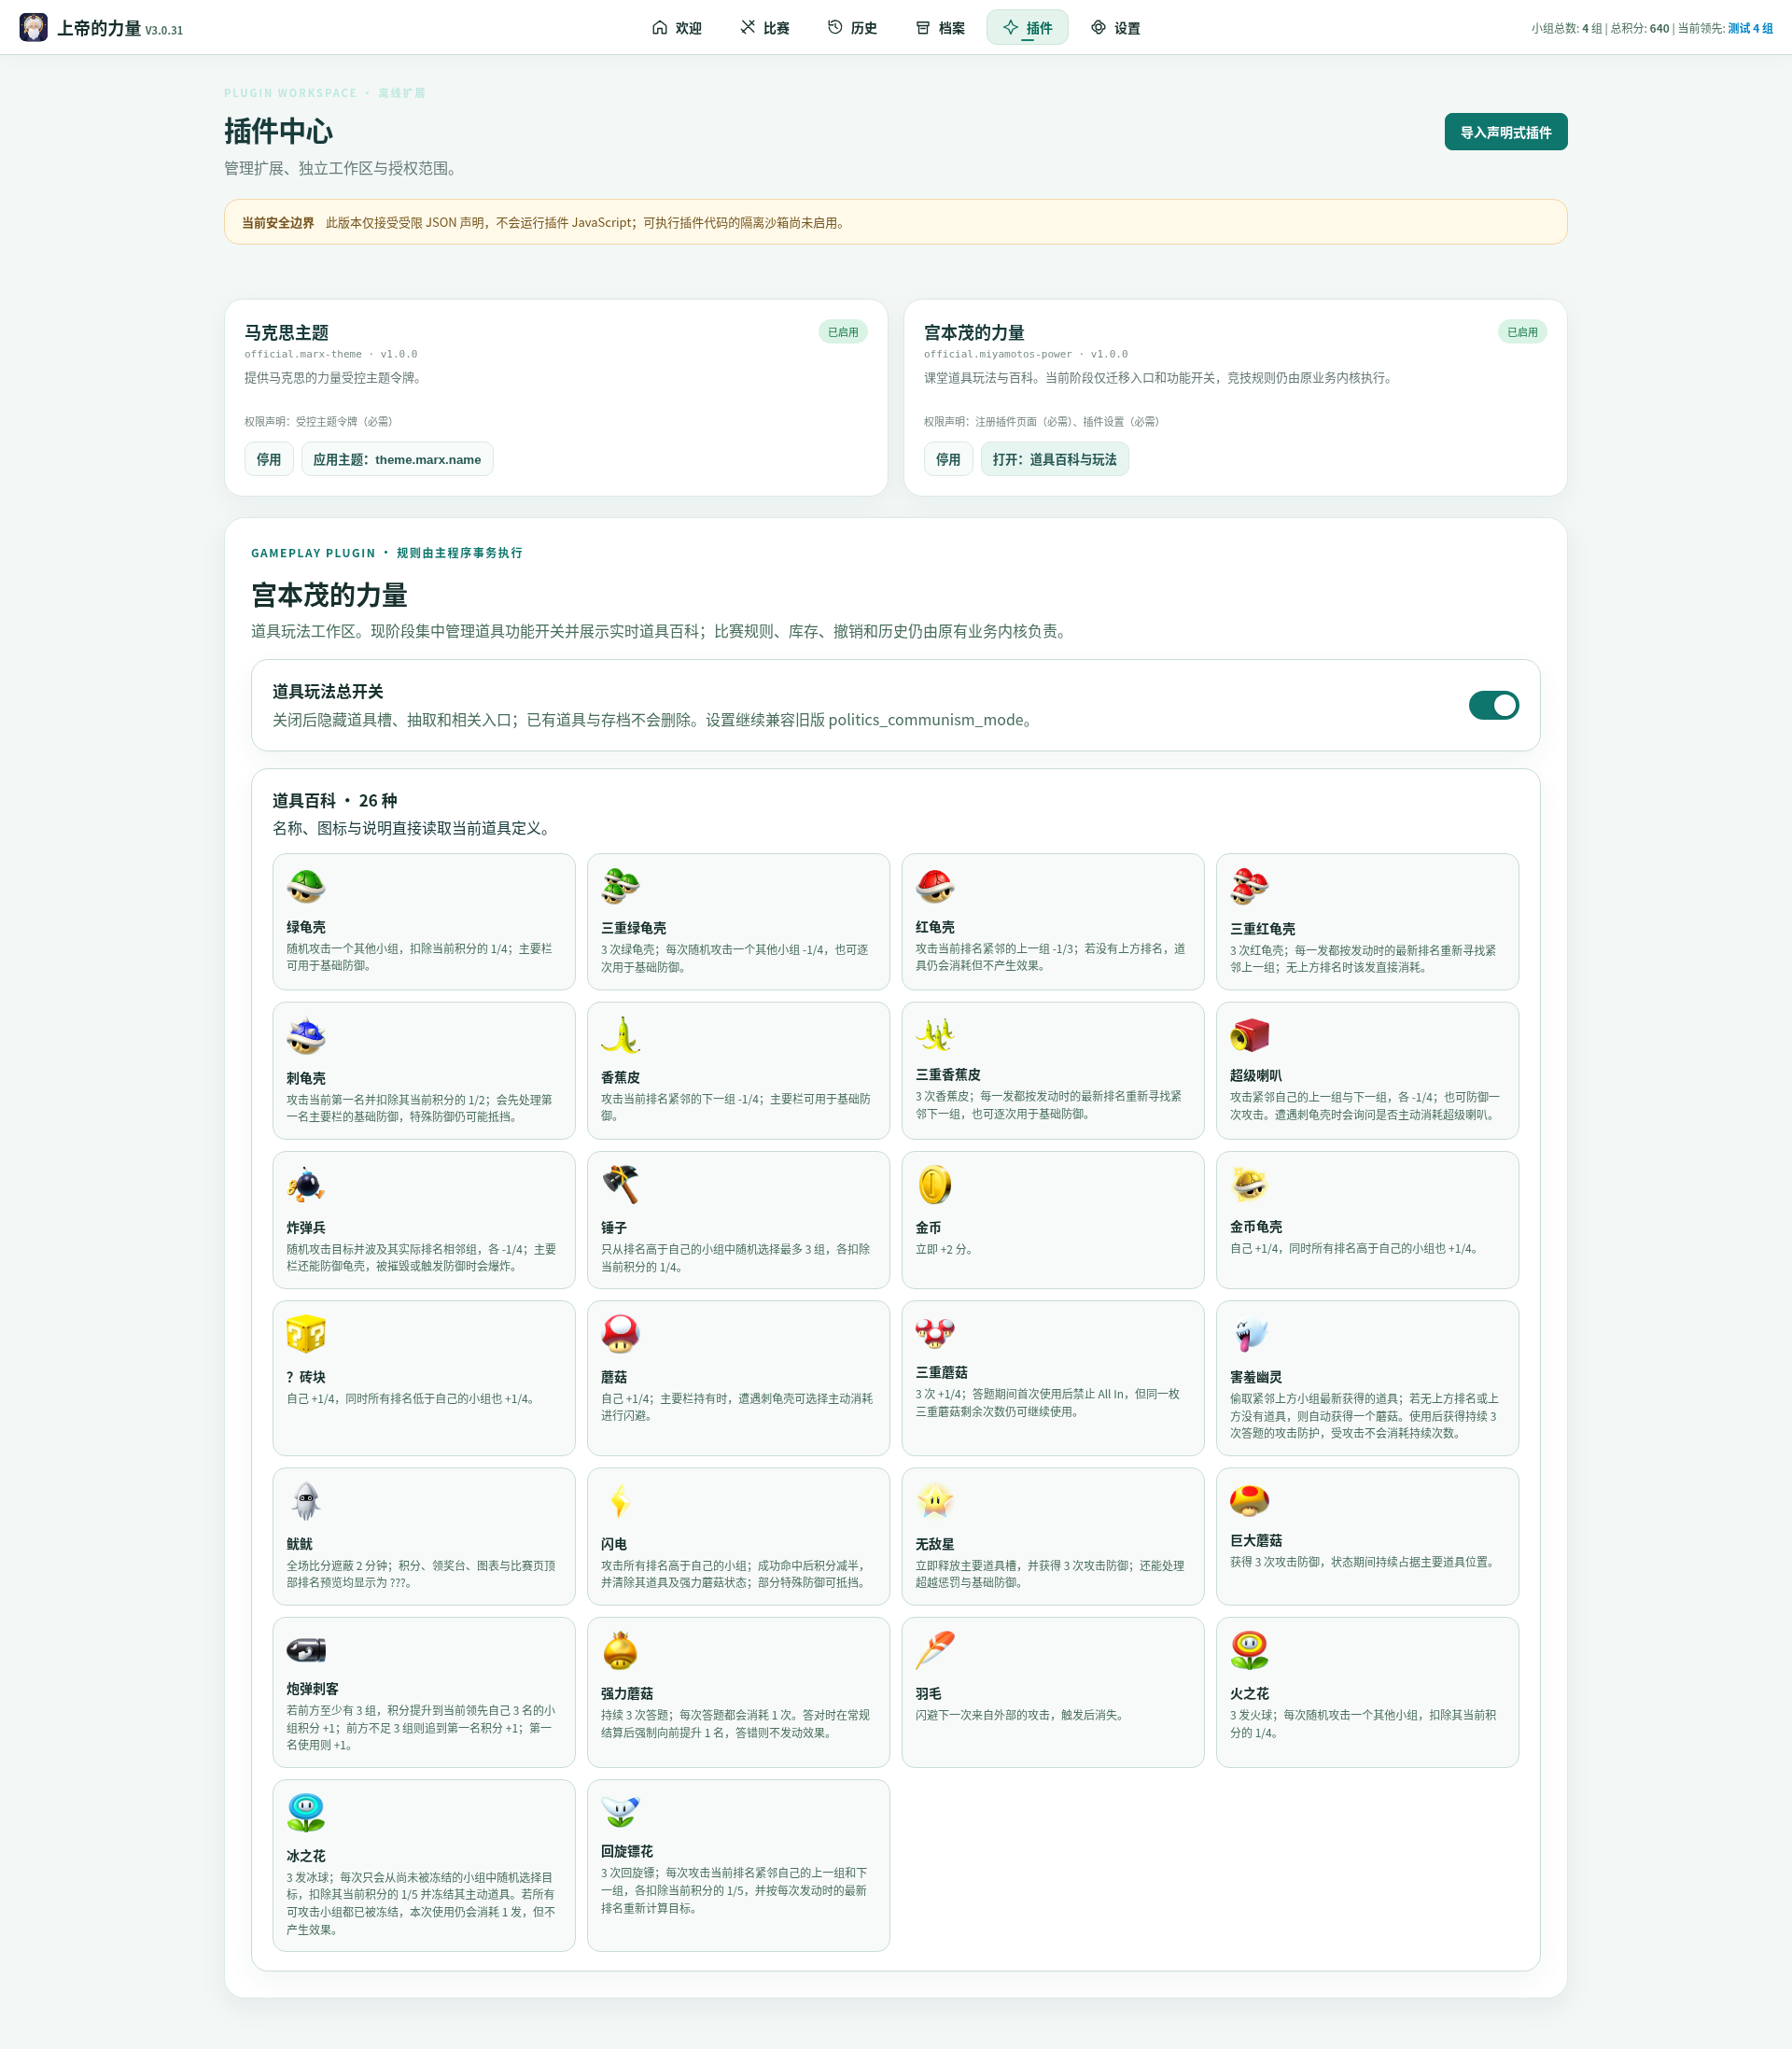 上帝的力量 V3.0.31
欢迎
比赛
历史
档案
插件
设置
小组总数: 4 组 | 总积分: 640 | 当前领先: 测试 4 组
PLUGIN WORKSPACE · 离线扩展
插件中心
管理扩展、独立工作区与授权范围。
导入声明式插件
当前安全边界 此版本仅接受受限 JSON 声明，不会运行插件 JavaScript；可执行插件代码的隔离沙箱尚未启用。
马克思主题
已启用
official.marx-theme · v1.0.0
提供马克思的力量受控主题令牌。
权限声明：受控主题令牌（必需）
停用
应用主题：theme.marx.name
宫本茂的力量
已启用
official.miyamotos-power · v1.0.0
课堂道具玩法与百科。当前阶段仅迁移入口和功能开关，竞技规则仍由原业务内核执行。
权限声明：注册插件页面（必需）、插件设置（必需）
停用
打开：道具百科与玩法
GAMEPLAY PLUGIN · 规则由主程序事务执行
宫本茂的力量
道具玩法工作区。现阶段集中管理道具功能开关并展示实时道具百科；比赛规则、库存、撤销和历史仍由原有业务内核负责。
道具玩法总开关
关闭后隐藏道具槽、抽取和相关入口；已有道具与存档不会删除。设置继续兼容旧版 politics_communism_mode。
道具百科 · 26 种
名称、图标与说明直接读取当前道具定义。
绿龟壳
随机攻击一个其他小组，扣除当前积分的 1/4；主要栏
可用于基础防御。
三重绿龟壳
3 次绿龟壳；每次随机攻击一个其他小组 -1/4，也可逐
次用于基础防御。
红龟壳
攻击当前排名紧邻的上一组 -1/3；若没有上方排名，道
具仍会消耗但不产生效果。
三重红龟壳
3 次红龟壳；每一发都按发动时的最新排名重新寻找紧
邻上一组；无上方排名时该发直接消耗。
刺龟壳
攻击当前第一名并扣除其当前积分的 1/2；会先处理第
一名主要栏的基础防御，特殊防御仍可能抵挡。
香蕉皮
攻击当前排名紧邻的下一组 -1/4；主要栏可用于基础防
御。
三重香蕉皮
3 次香蕉皮；每一发都按发动时的最新排名重新寻找紧
邻下一组，也可逐次用于基础防御。
超级喇叭
攻击紧邻自己的上一组与下一组，各 -1/4；也可防御一
次攻击。遭遇刺龟壳时会询问是否主动消耗超级喇叭。
炸弹兵
随机攻击目标并波及其实际排名相邻组，各 -1/4；主要
栏还能防御龟壳，被摧毁或触发防御时会爆炸。
锤子
只从排名高于自己的小组中随机选择最多 3 组，各扣除
当前积分的 1/4。
金币
立即 +2 分。
金币龟壳
自己 +1/4，同时所有排名高于自己的小组也 +1/4。
？砖块
自己 +1/4，同时所有排名低于自己的小组也 +1/4。
蘑菇
自己 +1/4；主要栏持有时，遭遇刺龟壳可选择主动消耗
进行闪避。
三重蘑菇
3 次 +1/4；答题期间首次使用后禁止 All In，但同一枚
三重蘑菇剩余次数仍可继续使用。
害羞幽灵
偷取紧邻上方小组最新获得的道具；若无上方排名或上
方没有道具，则自动获得一个蘑菇。使用后获得持续 3
次答题的攻击防护，受攻击不会消耗持续次数。
鱿鱿
全场比分遮蔽 2 分钟；积分、领奖台、图表与比赛页顶
部排名预览均显示为 ???。
闪电
攻击所有排名高于自己的小组；成功命中后积分减半，
并清除其道具及强力蘑菇状态；部分特殊防御可抵挡。
无敌星
立即释放主要道具槽，并获得 3 次攻击防御；还能处理
超越惩罚与基础防御。
巨大蘑菇
获得 3 次攻击防御，状态期间持续占据主要道具位置。
炮弹刺客
若前方至少有 3 组，积分提升到当前领先自己 3 名的小
组积分 +1；前方不足 3 组则追到第一名积分 +1；第一
名使用则 +1。
强力蘑菇
持续 3 次答题；每次答题都会消耗 1 次。答对时在常规
结算后强制向前提升 1 名，答错则不发动效果。
羽毛
闪避下一次来自外部的攻击，触发后消失。
火之花
3 发火球；每次随机攻击一个其他小组，扣除其当前积
分的 1/4。
冰之花
3 发冰球；每次只会从尚未被冻结的小组中随机选择目
标，扣除其当前积分的 1/5 并冻结其主动道具。若所有
可攻击小组都已被冻结，本次使用仍会消耗 1 发，但不
产生效果。
回旋镖花
3 次回旋镖；每次攻击当前排名紧邻自己的上一组和下
一组，各扣除当前积分的 1/5，并按每次发动时的最新
排名重新计算目标。